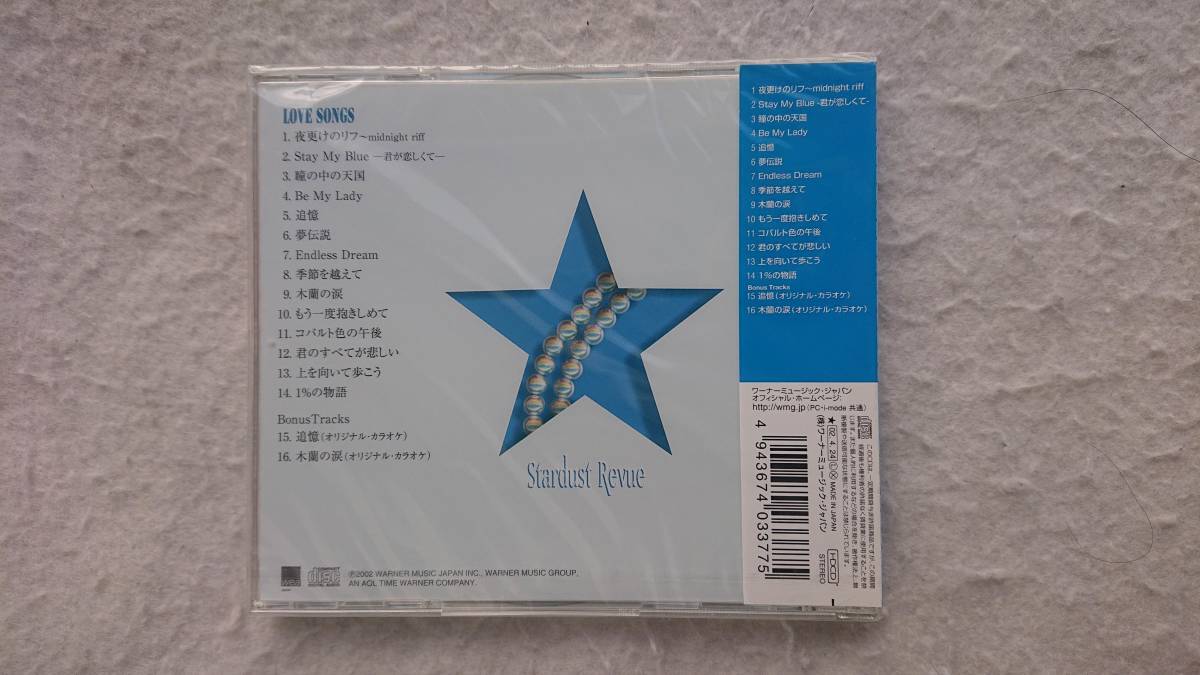 LOVE SONGS
1. 夜更けのリフ〜midnight riff
2. Stay My Blue ―君が恋しくて―
3. 瞳の中の天国
4. Be My Lady
5. 追憶
6. 夢伝説
7. Endless Dream
8. 季節を越えて
9. 木蘭の涙
10. もう一度抱きしめて
11. コバルト色の午後
12. 君のすべてが悲しい
13. 上を向いて歩こう
14. 1%の物語
Bonus Tracks
15. 追憶(オリジナル・カラオケ)
16. 木蘭の涙(オリジナル・カラオケ)
Stardust Revue
disc
℗2002 WARNER MUSIC JAPAN INC., WARNER MUSIC GROUP,
AN AOL TIME WARNER COMPANY.
1 夜更けのリフ〜midnight riff
2 Stay My Blue -君が恋しくて-
3 瞳の中の天国
4 Be My Lady
5 追憶
6 夢伝説
7 Endless Dream
8 季節を越えて
9 木蘭の涙
10 もう一度抱きしめて
11 コバルト色の午後
12 君のすべてが悲しい
13 上を向いて歩こう
14 1%の物語
Bonus Tracks
15 追憶(オリジナル・カラオケ)
16 木蘭の涙(オリジナル・カラオケ)
ワーナーミュージック・ジャパン
オフィシャル・ホームページ:
http://wmg.jp(PC・i-mode 共通)
★02.4.24ⓁⓍ MADE IN JAPAN
(株)ワーナーミュージック・ジャパン
HDCD
STEREO
4 943674 033775